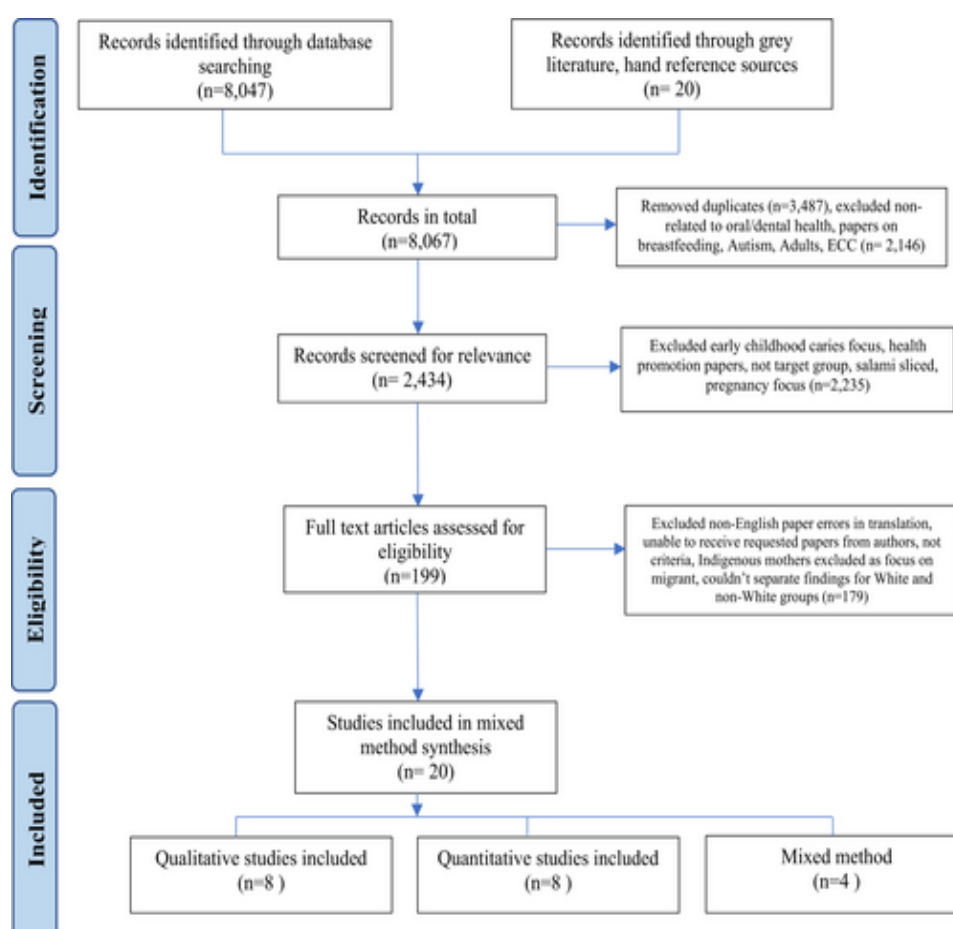 Identification
Records identified through database
searching
(n=8,047)
Records identified through grey
literature, hand reference sources
(n= 20)
Records in total
(n=8,067)
Removed duplicates (n=3,487), excluded non-
related to oral/dental health, papers on
breastfeeding, Autism, Adults, ECC (n= 2,146)
Screening
Records screened for relevance
(n= 2,434)
Excluded early childhood caries focus, health
promotion papers, not target group, salami sliced,
pregnancy focus (n=2,235)
Eligibility
Full text articles assessed for
eligibility
(n=199)
Excluded non-English paper errors in translation,
unable to receive requested papers from authors, not
criteria, Indigenous mothers excluded as focus on
migrant, couldn't separate findings for White and
non-White groups (n=179)
Included
Studies included in mixed
method synthesis
(n= 20)
Qualitative studies included
(n=8 )
Quantitative studies included
(n=8 )
Mixed method
(n=4 )